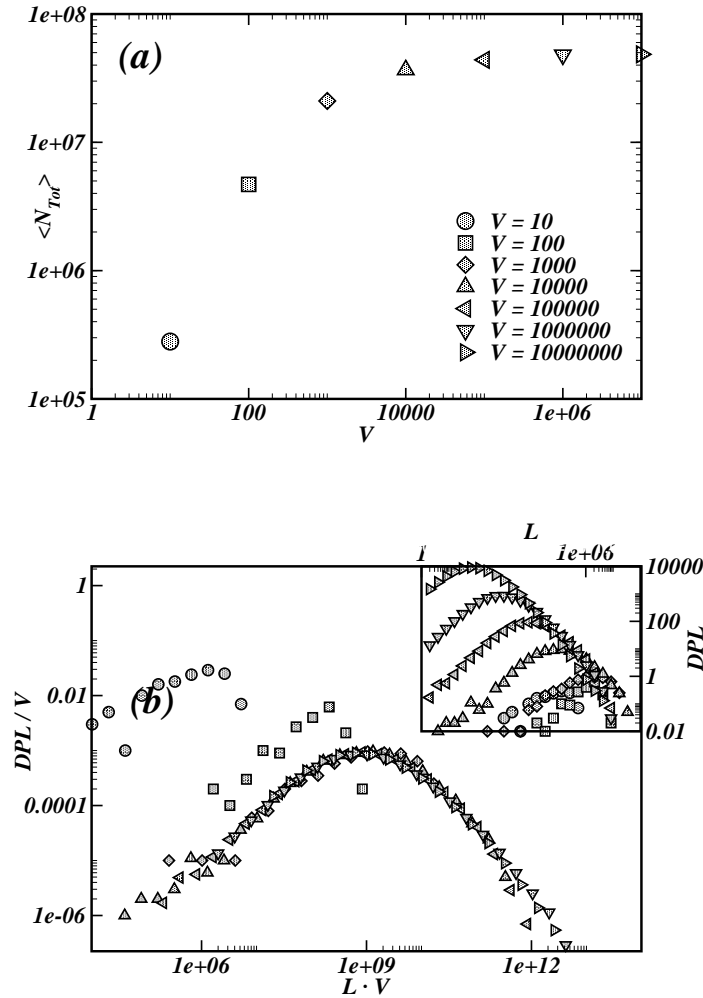 1e+08
(a)
1e+07
<N_Tot>
1e+06
1e+05
V = 10
V = 100
V = 1000
V = 10000
V = 100000
V = 1000000
V = 10000000
1
100
10000
1e+06
V
L
1
1e+06
10000
100
1
0.01
DPL
1
0.01
0.0001
1e-06
DPL / V
(b)
1e+06
1e+09
1e+12
L · V